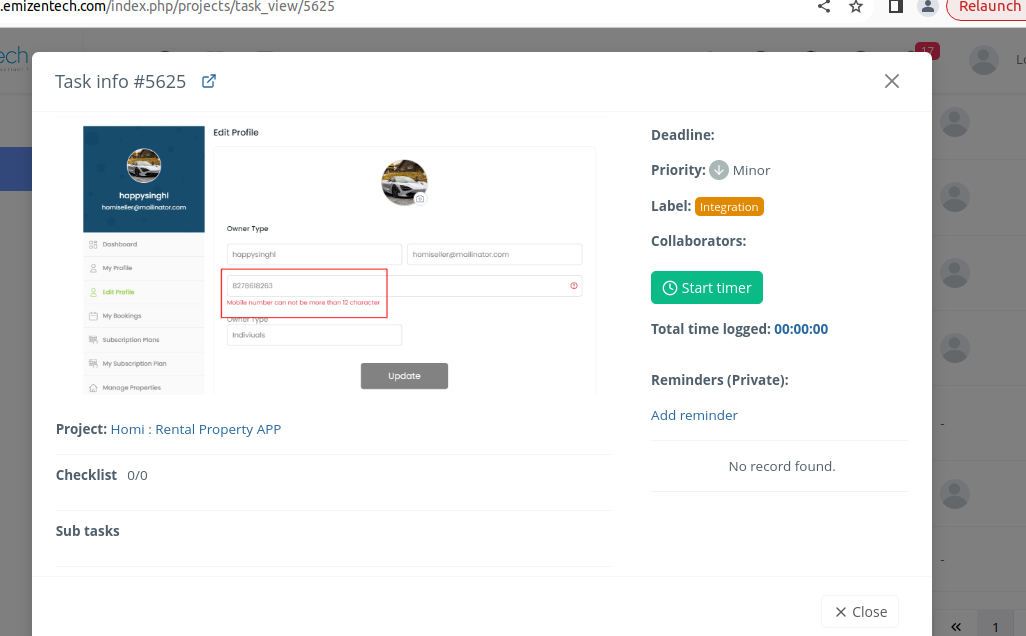 .emizentech.com/index.php/projects/task_view/5625
Relaunch
17
Task info #5625
Edit Profile
happysinghl
homiseller@mailinator.com
Dashboard
My Profile
Edit Profile
My Bookings
Subscription Plans
My Subscription Plan
Manage Properties
Owner Type
happysinghl
homiseller@mailinator.com
8278618263
Mobile number can not be more than 12 character
Owner Type
Indiviuals
Update
Project: Homi : Rental Property APP
Checklist 0/0
Sub tasks
Deadline:
Priority: Minor
Label: Integration
Collaborators:
Start timer
Total time logged: 00:00:00
Reminders (Private):
Add reminder
No record found.
-
-
Close
« 1